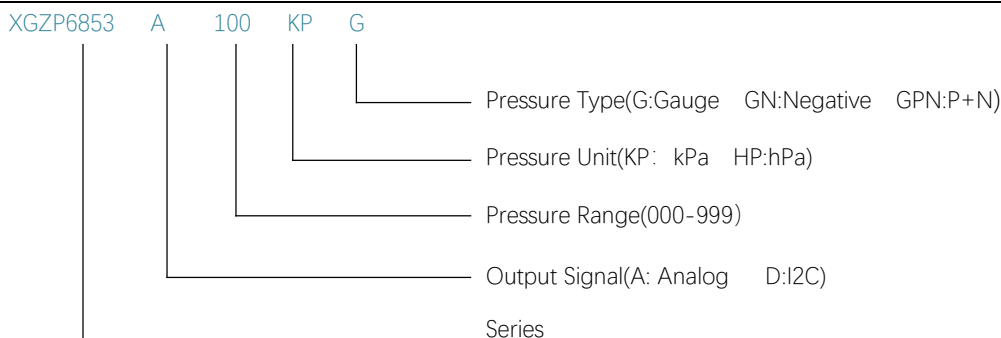 XGZP6853 A 100 KP G
Pressure Type(G:Gauge GN:Negative GPN:P+N)
Pressure Unit(KP: kPa HP:hPa)
Pressure Range(000-999)
Output Signal(A: Analog D:I2C)
Series